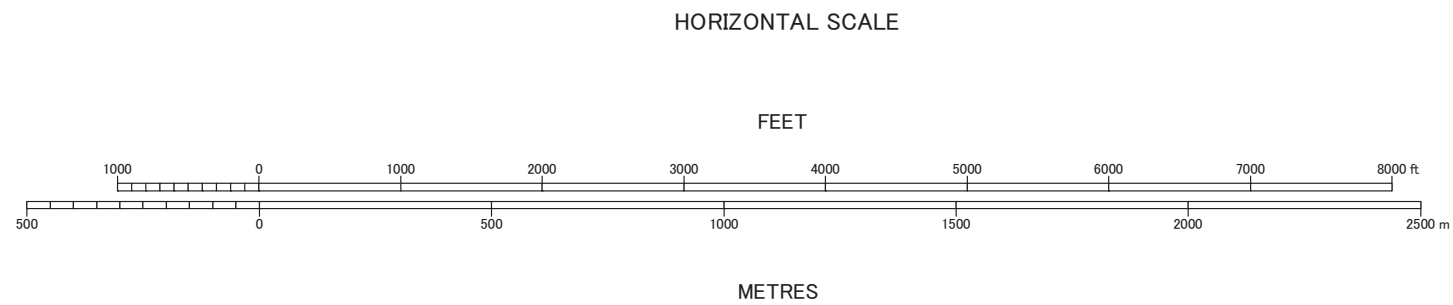 HORIZONTAL SCALE
FEET
1000 0 1000 2000 3000 4000 5000 6000 7000 8000 ft
500 0 500 1000 1500 2000 2500 m
METRES